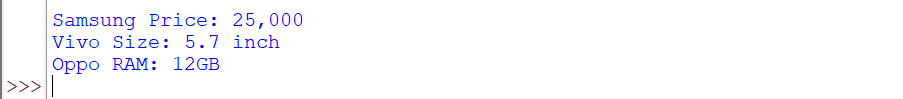 Samsung Price: 25,000
Vivo Size: 5.7 inch
Oppo RAM: 12GB
>>>